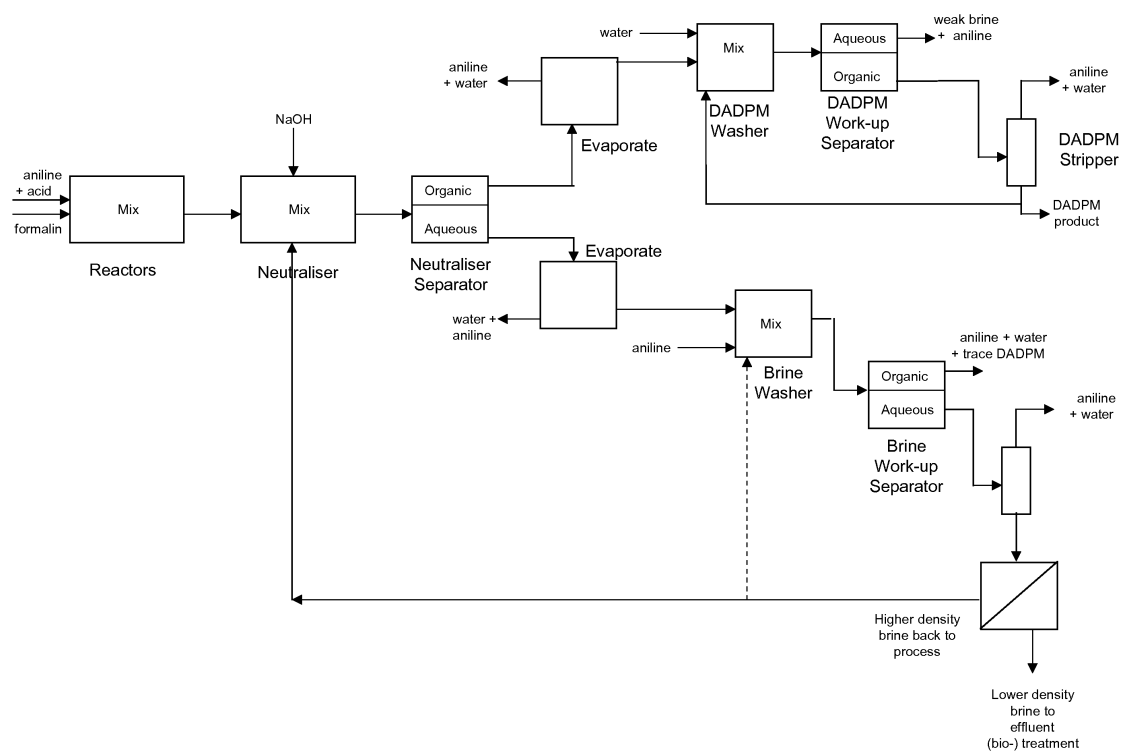 weak brine
+ aniline
water
Mix
Aqueous
Organic
aniline
+ water
aniline
+ water
DADPM
Washer
DADPM
Work-up
Separator
DADPM
Stripper
NaOH
Evaporate
aniline
+ acid
formalin
Mix
Mix
Organic
Aqueous
DADPM
product
Reactors
Neutraliser
Neutraliser
Separator
Evaporate
water +
aniline
aniline
Mix
Brine
Washer
aniline + water
+ trace DADPM
Organic
Aqueous
aniline
+ water
Brine
Work-up
Separator
Higher density
brine back to
process
Lower density
brine to
effluent
(bio-) treatment